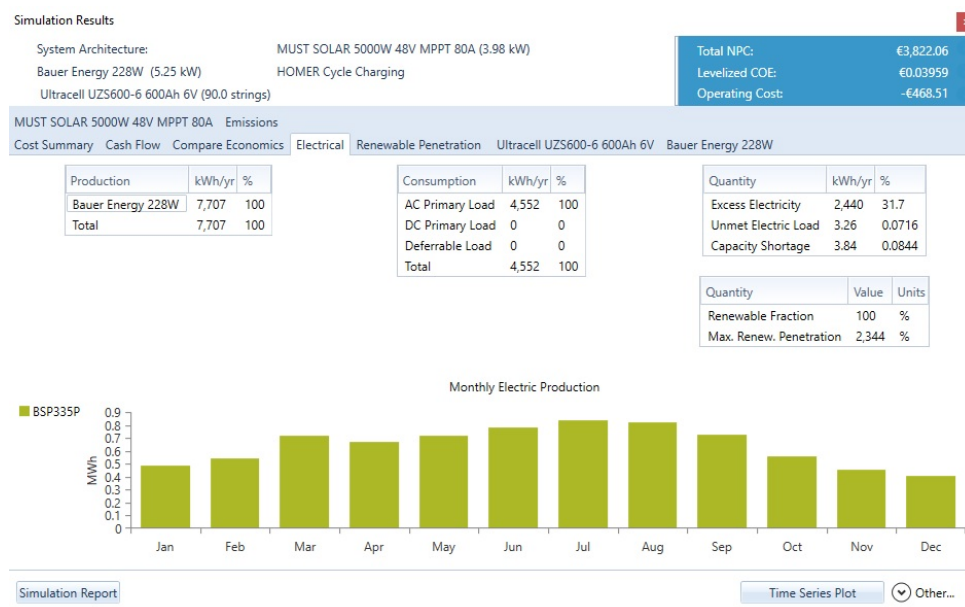 Simulation Results
System Architecture: MUST SOLAR 5000W 48V MPPT 80A (3.98 kW)
Bauer Energy 228W (5.25 kW) HOMER Cycle Charging
Ultracell UZS600-6 600Ah 6V (90.0 strings)
Total NPC: €3,822.06
Levelized COE: €0.03959
Operating Cost: -€468.51
MUST SOLAR 5000W 48V MPPT 80A Emissions
Cost Summary Cash Flow Compare Economics Electrical Renewable Penetration Ultracell UZS600-6 600Ah 6V Bauer Energy 228W
Production kWh/yr %
Bauer Energy 228W 7,707 100
Total 7,707 100
Consumption kWh/yr %
AC Primary Load 4,552 100
DC Primary Load 0 0
Deferrable Load 0 0
Total 4,552 100
Quantity kWh/yr %
Excess Electricity 2,440 31.7
Unmet Electric Load 3.26 0.0716
Capacity Shortage 3.84 0.0844
Quantity Value Units
Renewable Fraction 100 %
Max. Renew. Penetration 2,344 %
Monthly Electric Production
BSP335P
MWh
0.9
0.8
0.7
0.6
0.5
0.4
0.3
0.2
0.1
0
Jan Feb Mar Apr May Jun Jul Aug Sep Oct Nov Dec
Simulation Report Time Series Plot Other...